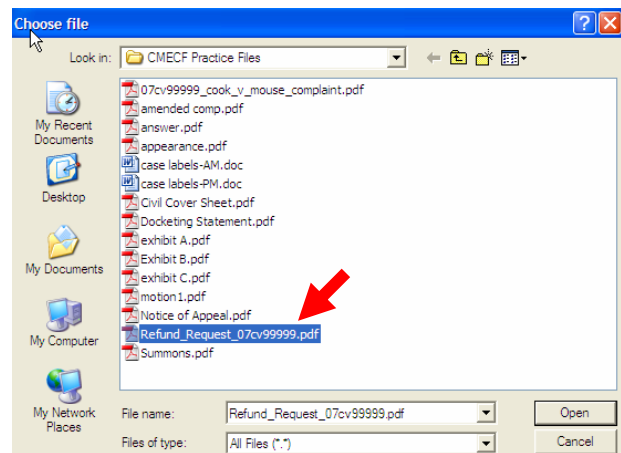 Choose file
Look in:
CMECF Practice Files
My Recent
Documents
Desktop
My Documents
My Computer
My Network
Places
07cv99999_cook_v_mouse_complaint.pdf
amended comp.pdf
answer.pdf
appearance.pdf
case labels-AM.doc
case labels-PM.doc
Civil Cover Sheet.pdf
Docketing Statement.pdf
exhibit A.pdf
Exhibit B.pdf
exhibit C.pdf
motion1.pdf
Notice of Appeal.pdf
Refund_Request_07cv99999.pdf
Summons.pdf
File name:
Refund_Request_07cv99999.pdf
Open
Files of type:
All Files (*.*)
Cancel